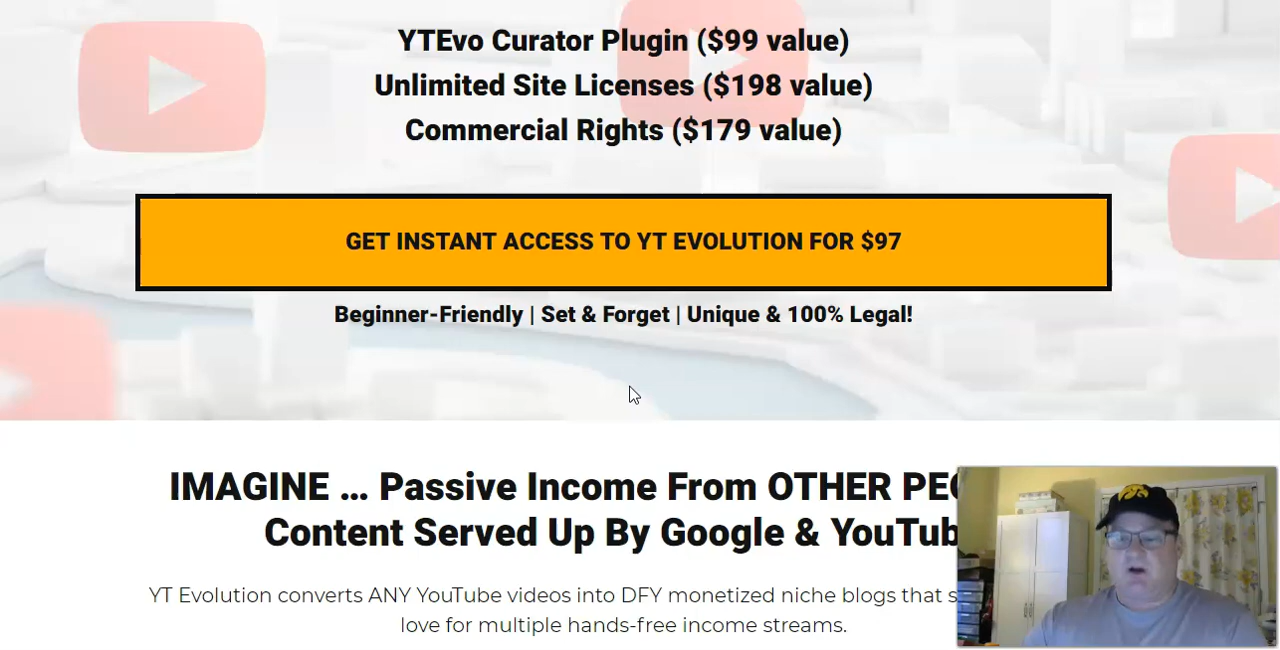 YTEvo Curator Plugin ($99 value)
Unlimited Site Licenses ($198 value)
Commercial Rights ($179 value)
GET INSTANT ACCESS TO YT EVOLUTION FOR $97
Beginner-Friendly | Set & Forget | Unique & 100% Legal!
IMAGINE ... Passive Income From OTHER
Content Served Up By Google &
YT Evolution converts ANY YouTube videos into DFY monetized niche blogs that
love for multiple hands-free income streams.